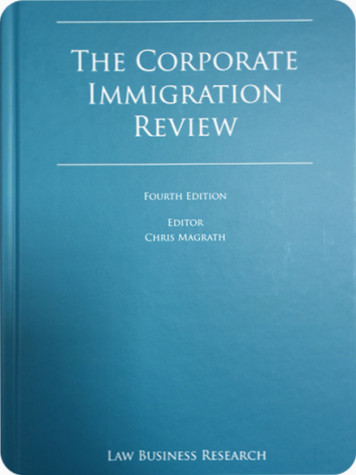 The Corporate
Immigration
Review
Fourth Edition
Editor
Chris Magrath
Law Business Research